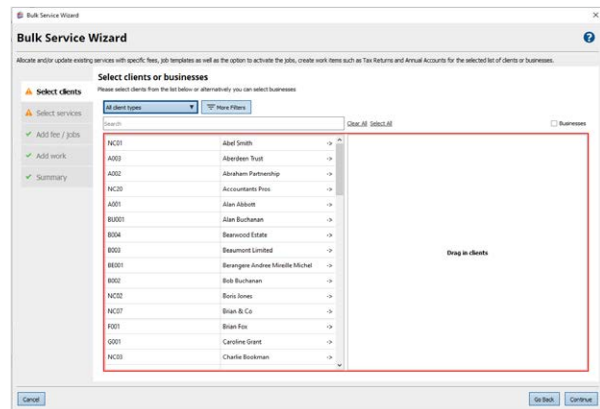 Bulk Service Wizard
Bulk Service Wizard
Allocate and/or update existing services with specific fees, job templates as well as the option to activate the jobs, create work items such as Tax Returns and Annual Accounts for the selected list of clients or businesses.
Select clients
Select services
Add fee / jobs
Add work
Summary
Select clients or businesses
Please select clients from the list below or alternatively you can select businesses
All client types
More Filters
Search
Clear All Select All
Businesses
NC01 Abel Smith ->
A003 Aberdeen Trust ->
A002 Abraham Partnership ->
NC20 Accountants Pros ->
A001 Alan Abbott ->
BU001 Alan Buchanan ->
B004 Bearwood Estate ->
B003 Beaumont Limited ->
BE001 Berangere Andree Mireille Michel ->
B002 Bob Buchanan ->
NC02 Boris Jones ->
NC07 Brian & Co ->
F001 Brian Fox ->
G001 Caroline Grant ->
NC03 Charlie Bookman ->
Drag in clients
Cancel
Go Back
Continue